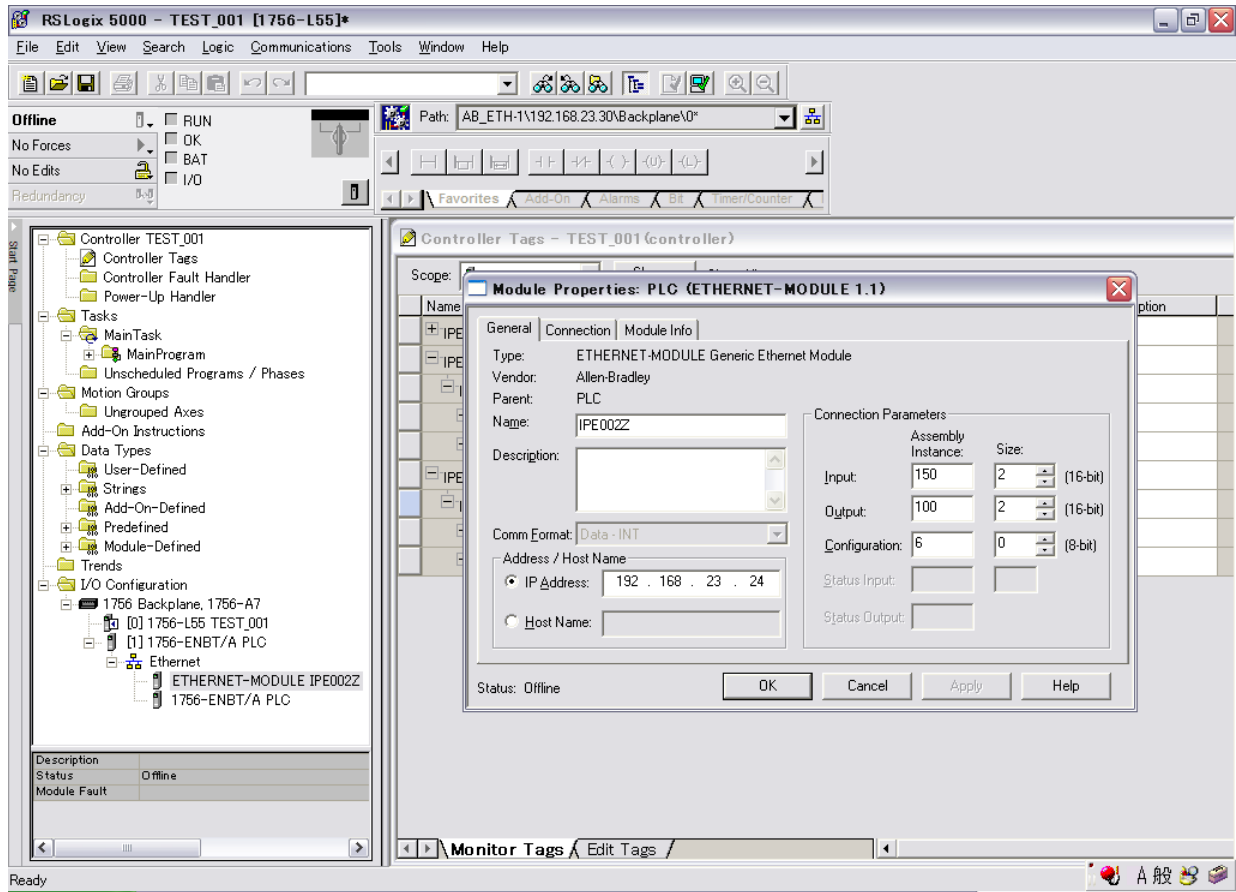 RSLogix 5000 - TEST_001 [1756-L55]*
File Edit View Search Logic Communications Tools Window Help
Offline
RUN
No Forces
OK
BAT
No Edits
I/O
Redundancy
Path: AB_ETH-1\192.168.23.30\Backplane\0*
Favorites Add-On Alarms Bit Timer/Counter
Start Page
Controller TEST_001
Controller Tags
Controller Fault Handler
Power-Up Handler
Tasks
MainTask
MainProgram
Unscheduled Programs / Phases
Motion Groups
Ungrouped Axes
Add-On Instructions
Data Types
User-Defined
Strings
Add-On-Defined
Predefined
Module-Defined
Trends
I/O Configuration
1756 Backplane, 1756-A7
[0] 1756-L55 TEST_001
[1] 1756-ENBT/A PLC
Ethernet
ETHERNET-MODULE IPE002Z
1756-ENBT/A PLC
Description
Status Offline
Module Fault
Controller Tags - TEST_001(controller)
Scope:
Name
IPE
IPE
IPE
ption
Module Properties: PLC (ETHERNET-MODULE 1.1)
General Connection Module Info
Type: ETHERNET-MODULE Generic Ethernet Module
Vendor: Allen-Bradley
Parent: PLC
Name: IPE002Z
Description:
Comm Format: Data - INT
Address / Host Name
IP Address: 192 . 168 . 23 . 24
Host Name:
Connection Parameters
Assembly Instance: Size:
Input: 150 2 (16-bit)
Output: 100 2 (16-bit)
Configuration: 6 0 (8-bit)
Status Input:
Status Output:
Status: Offline
OK Cancel Apply Help
Monitor Tags Edit Tags
Ready
A 般